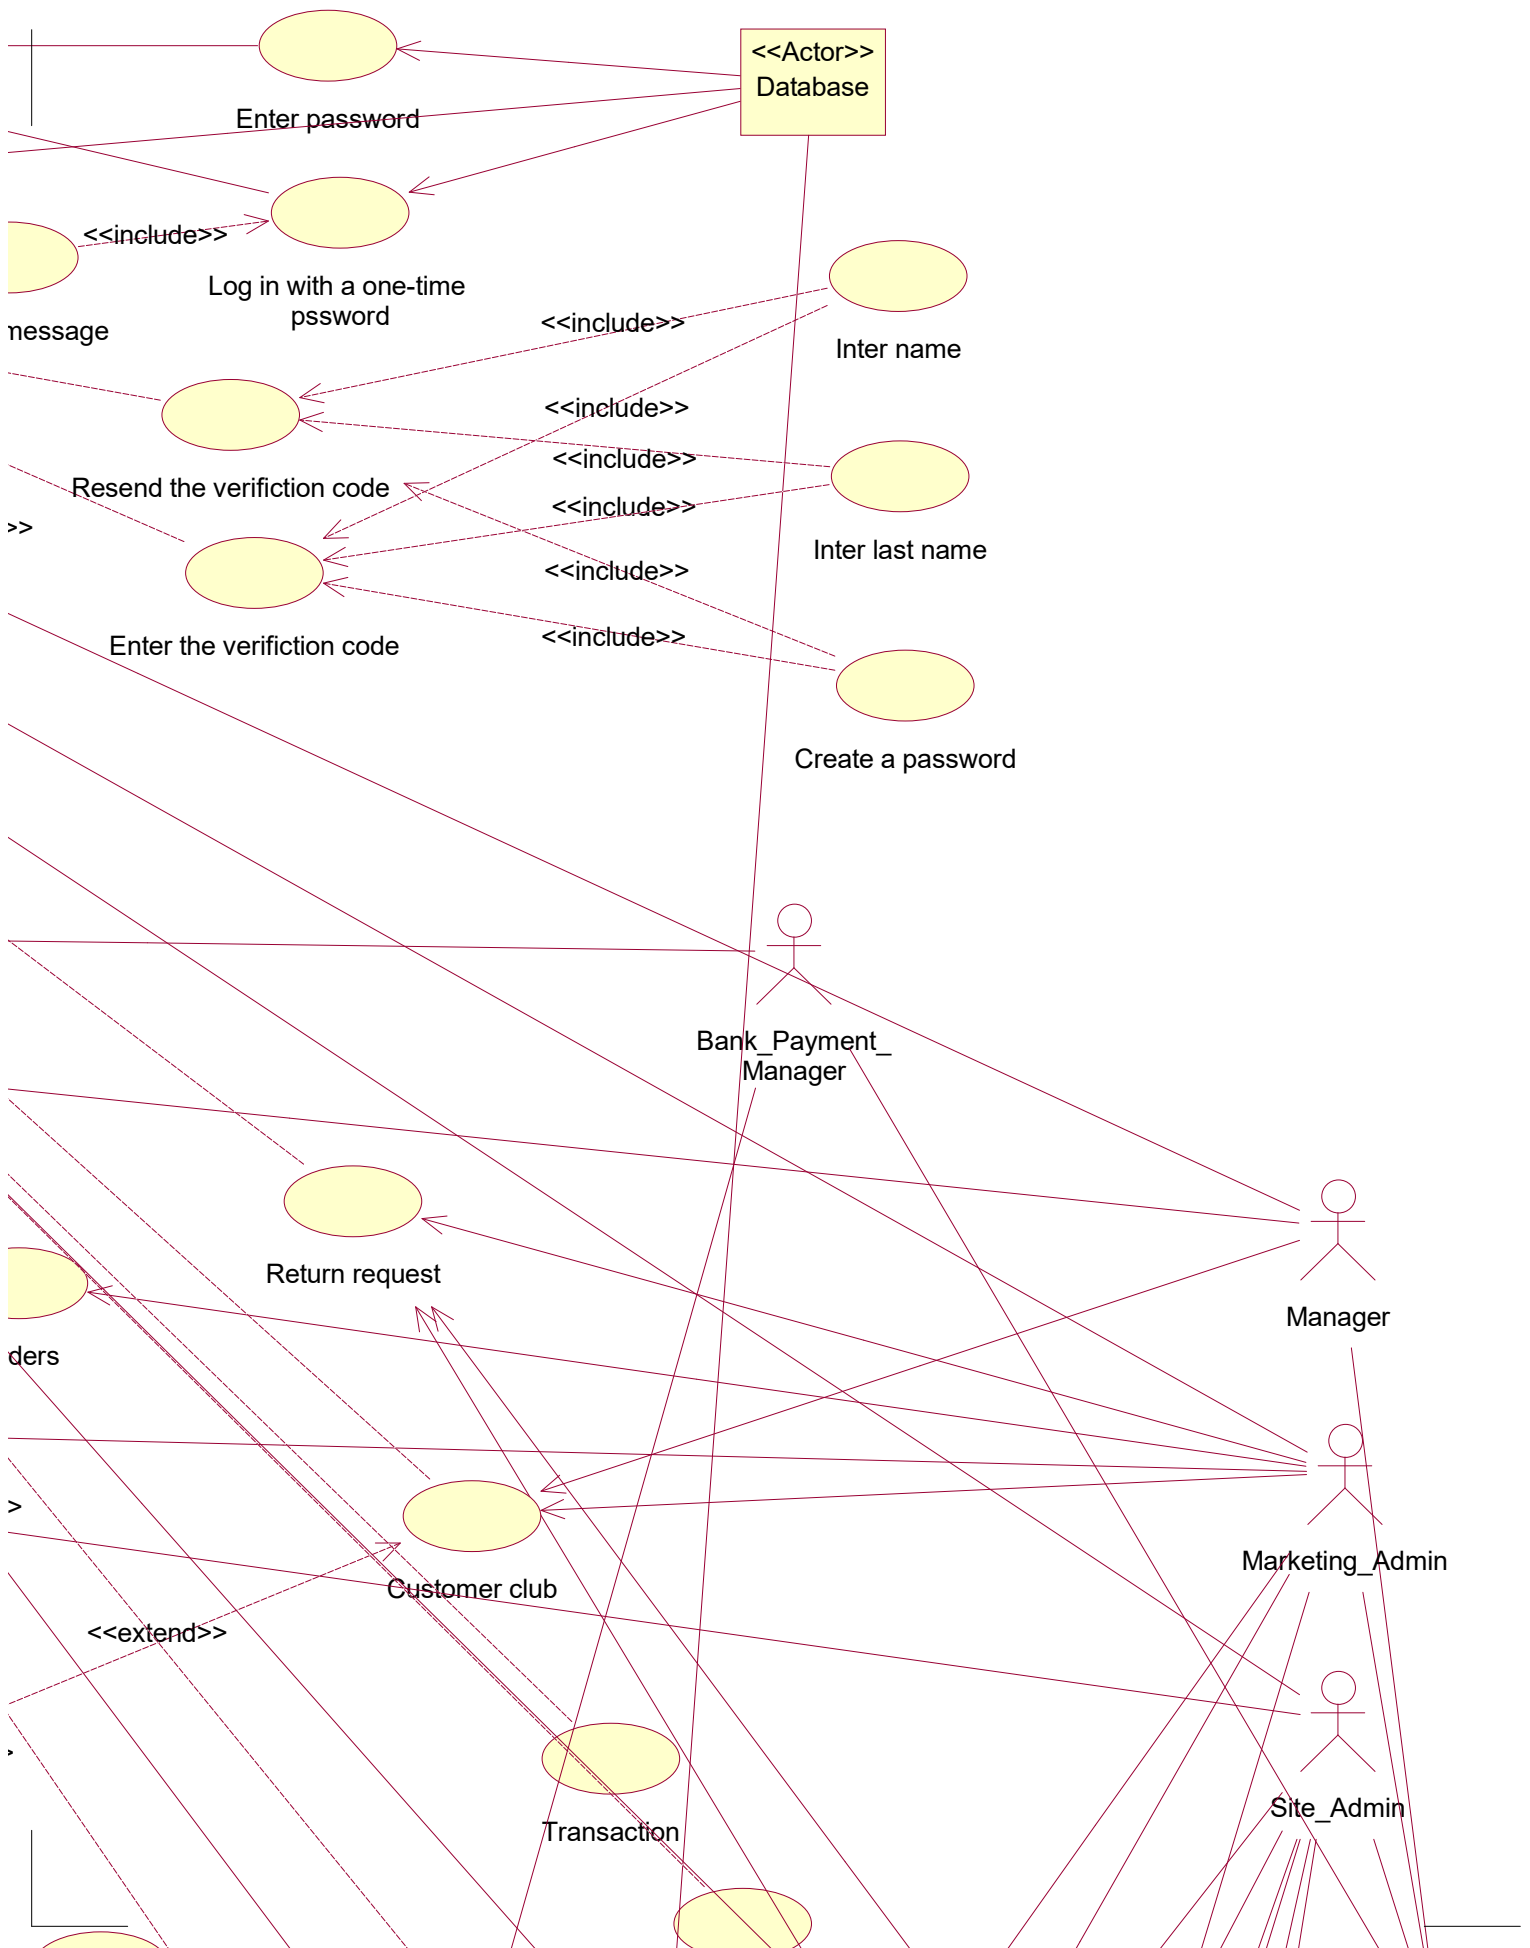 <<Actor>>
Database
Enter password
<<include>>
Log in with a one-time
pssword
message
<<include>>
Inter name
<<include>>
<<include>>
Resend the verifiction code
<<include>>
>>
Inter last name
<<include>>
Enter the verifiction code
<<include>>
Create a password
Bank_Payment_
Manager
Return request
Manager
ders
>
Marketing_Admin
Customer club
<<extend>>
>
Site_Admin
Transaction